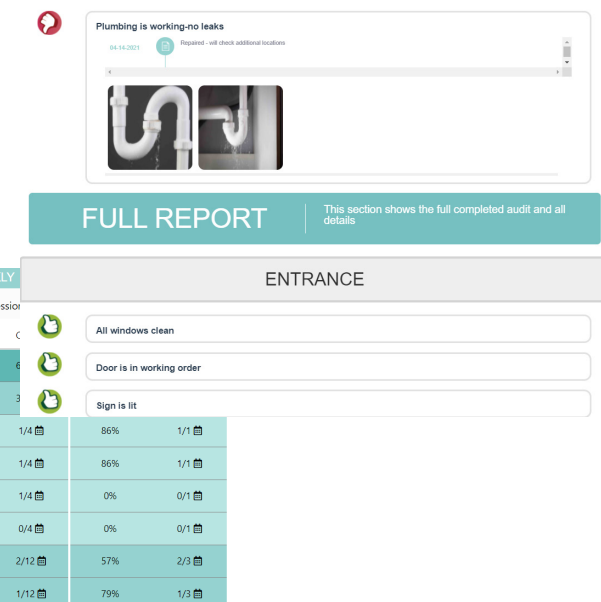 Plumbing is working-no leaks
04-14-2021 Repaired - will check additional locations
FULL REPORT
This section shows the full completed audit and all
details
LY
ENTRANCE
All windows clean
Door is in working order
Sign is lit
1/4 86% 1/1
1/4 86% 1/1
1/4 0% 0/1
0/4 0% 0/1
2/12 57% 2/3
1/12 79% 1/3